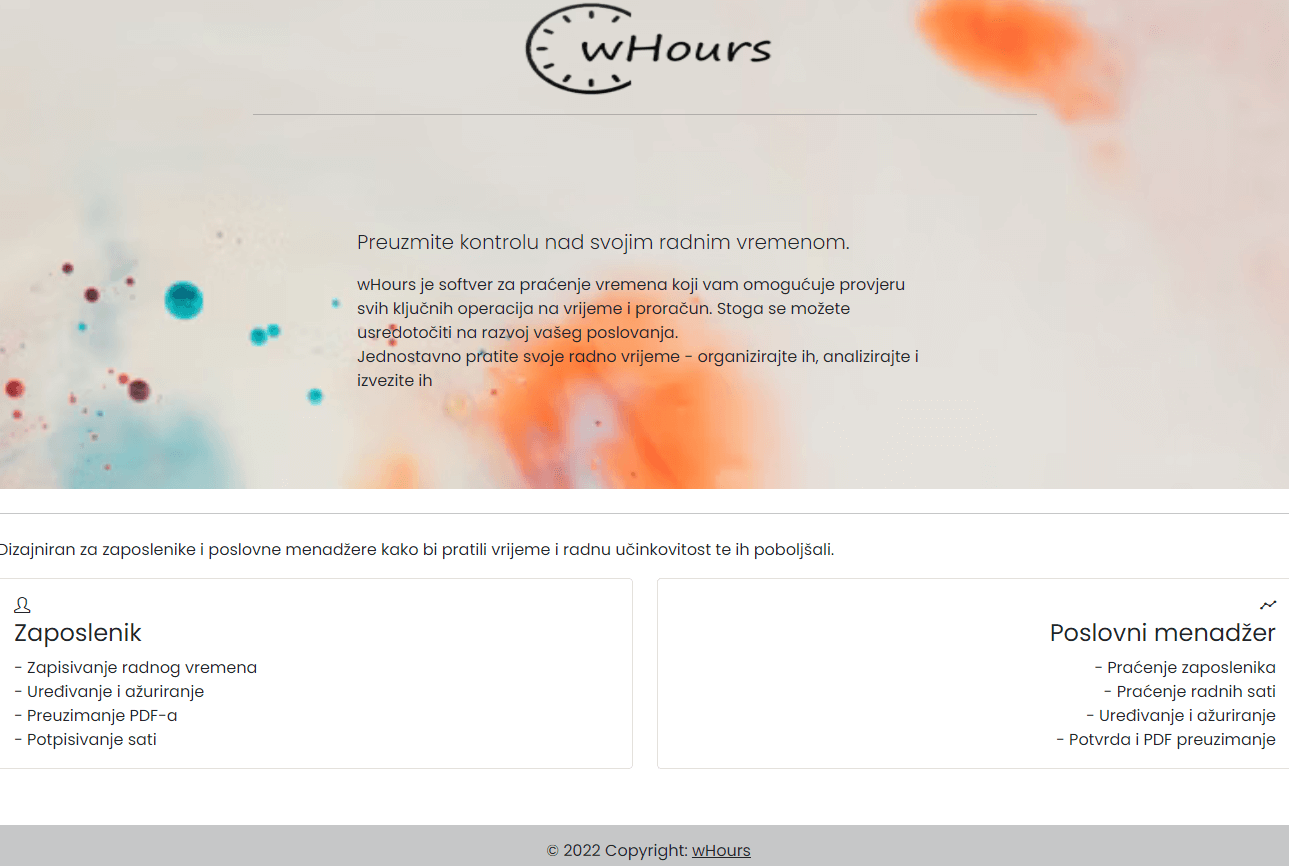 wHours
Preuzmite kontrolu nad svojim radnim vremenom.
wHours je softver za praćenje vremena koji vam omogućuje provjeru
svih ključnih operacija na vrijeme i proračun. Stoga se možete
usredotočiti na razvoj vašeg poslovanja.
Jednostavno pratite svoje radno vrijeme - organizirajte ih, analizirajte i
izvezite ih
Dizajniran za zaposlenike i poslovne menadžere kako bi pratili vrijeme i radnu učinkovitost te ih poboljšali.
Zaposlenik
- Zapisivanje radnog vremena
- Uređivanje i ažuriranje
- Preuzimanje PDF-a
- Potpisivanje sati
Poslovni menadžer
- Praćenje zaposlenika
- Praćenje radnih sati
- Uređivanje i ažuriranje
- Potvrda i PDF preuzimanje
© 2022 Copyright: wHours